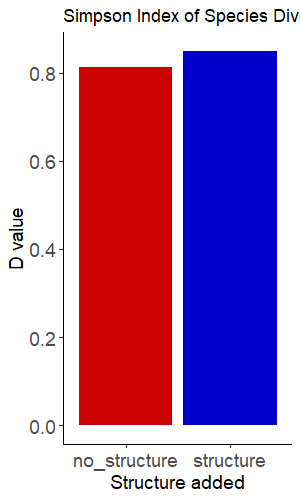 Simpson Index of Species Div
D value
0.8
0.6
0.4
0.2
0.0
no_structure structure
Structure added